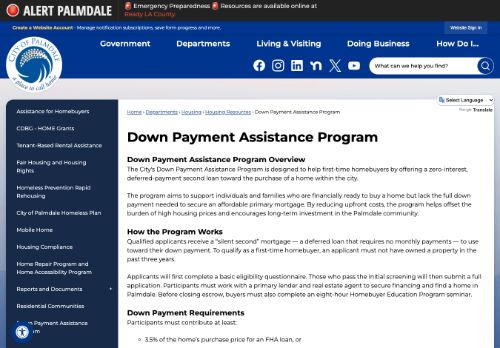 ALERT PALMDALE
🚨 Emergency Preparedness 🚨 Resources are available online at
Ready LA County.
Create a Website Account - Manage notification subscriptions, save form progress and more.
Website Sign In
CITY OF PALMDALE
a place to call home
Government
Departments
Living & Visiting
Doing Business
How Do I...
What can we help you find?
Select Language
Google Translate
Assistance for Homebuyers
CDBG - HOME Grants
Tenant-Based Rental Assistance
Fair Housing and Housing
Rights
Homeless Prevention Rapid
Rehousing
City of Palmdale Homeless Plan
Mobile Home
Housing Compliance
Home Repair Program and
Home Accessibility Program
Reports and Documents +
Residential Communities
Payment Assistance
Home › Departments › Housing › Housing Resources › Down Payment Assistance Program
Down Payment Assistance Program
Down Payment Assistance Program Overview
The City's Down Payment Assistance Program is designed to help first-time homebuyers by offering a zero-interest,
deferred-payment second loan toward the purchase of a home within the city.
The program aims to support individuals and families who are financially ready to buy a home but lack the full down
payment needed to secure an affordable primary mortgage. By reducing upfront costs, the program helps offset the
burden of high housing prices and encourages long-term investment in the Palmdale community.
How the Program Works
Qualified applicants receive a "silent second" mortgage — a deferred loan that requires no monthly payments — to use
toward their down payment. To qualify as a first-time homebuyer, an applicant must not have owned a property in the
past three years.
Applicants will first complete a basic eligibility questionnaire. Those who pass the initial screening will then submit a full
application. Participants must work with a primary lender and real estate agent to secure financing and find a home in
Palmdale. Before closing escrow, buyers must also complete an eight-hour Homebuyer Education Program seminar.
Down Payment Requirements
Participants must contribute at least:
• 3.5% of the home's purchase price for an FHA loan, or